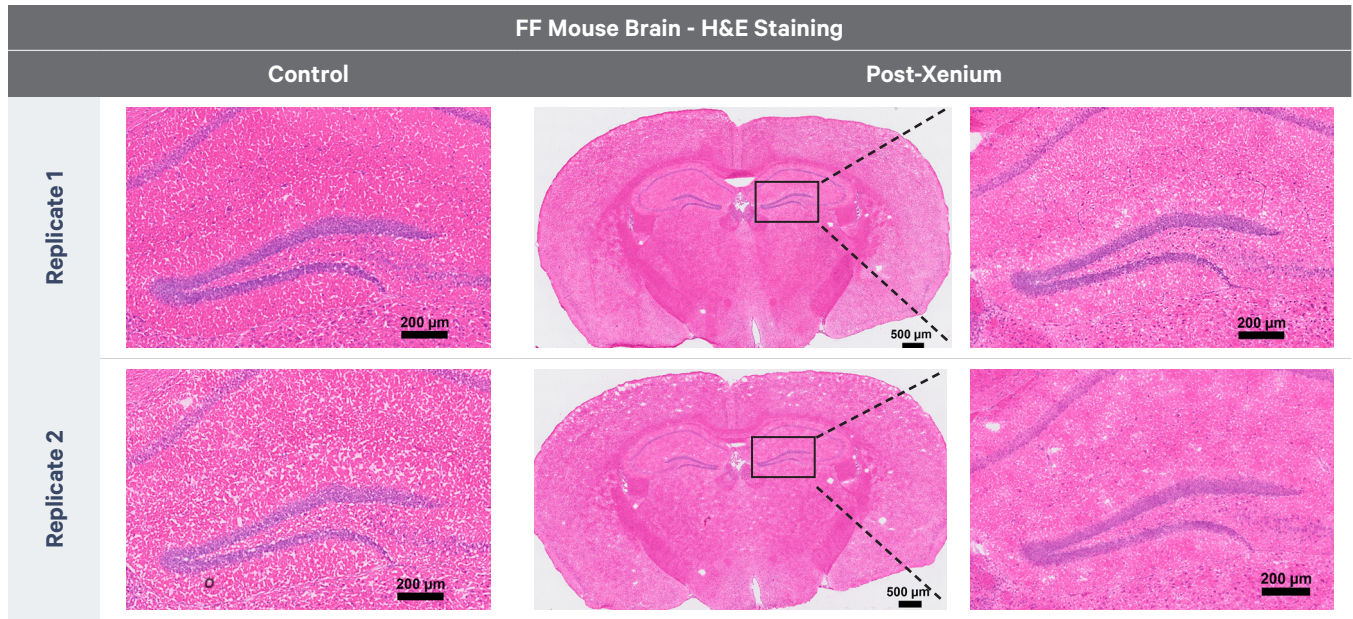 FF Mouse Brain - H&E Staining
Control
Post-Xenium
Replicate 1
200 µm
500 µm
200 µm
Replicate 2
200 µm
500 µm
200 µm